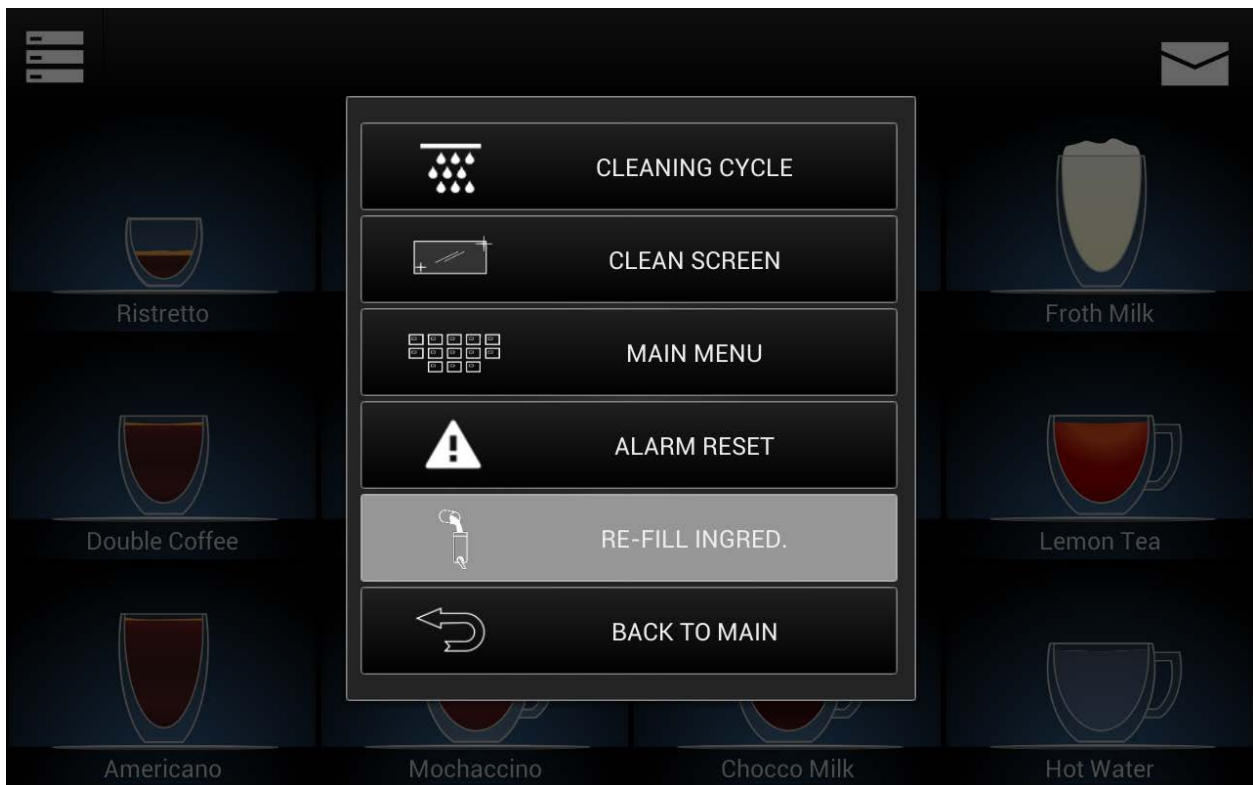 CLEANING CYCLE
CLEAN SCREEN
MAIN MENU
ALARM RESET
RE-FILL INGRED.
BACK TO MAIN
Ristretto
Froth Milk
Double Coffee
Lemon Tea
Americano
Mochaccino
Chocco Milk
Hot Water